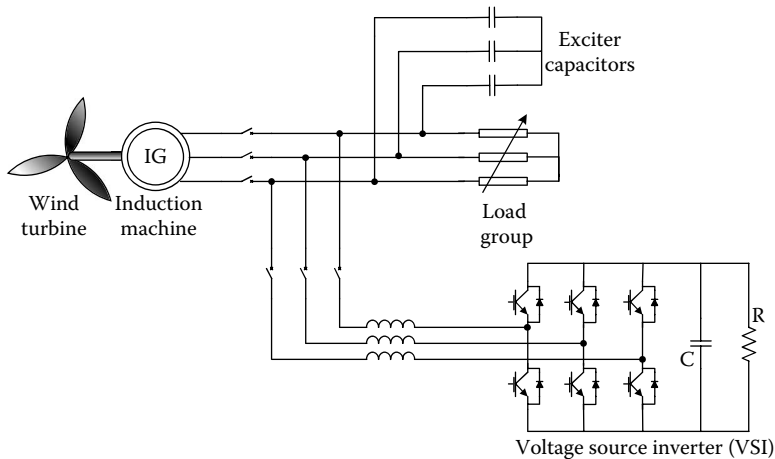 Exciter
capacitors
IG
Wind
turbine
Induction
machine
Load
group
R
C
Voltage source inverter (VSI)